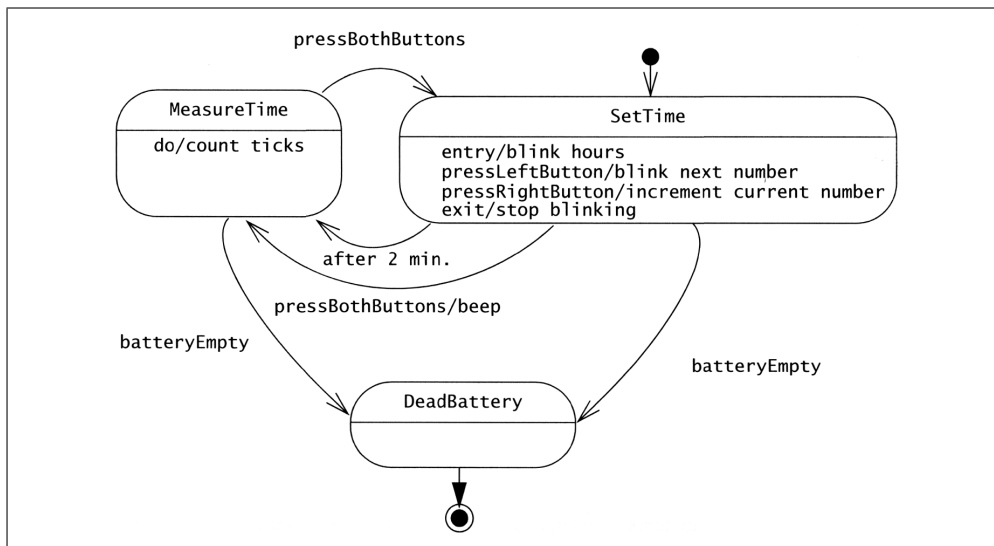 pressBothButtons
MeasureTime
do/count ticks
SetTime
entry/blink hours
pressLeftButton/blink next number
pressRightButton/increment current number
exit/stop blinking
after 2 min.
pressBothButtons/beep
batteryEmpty
batteryEmpty
DeadBattery